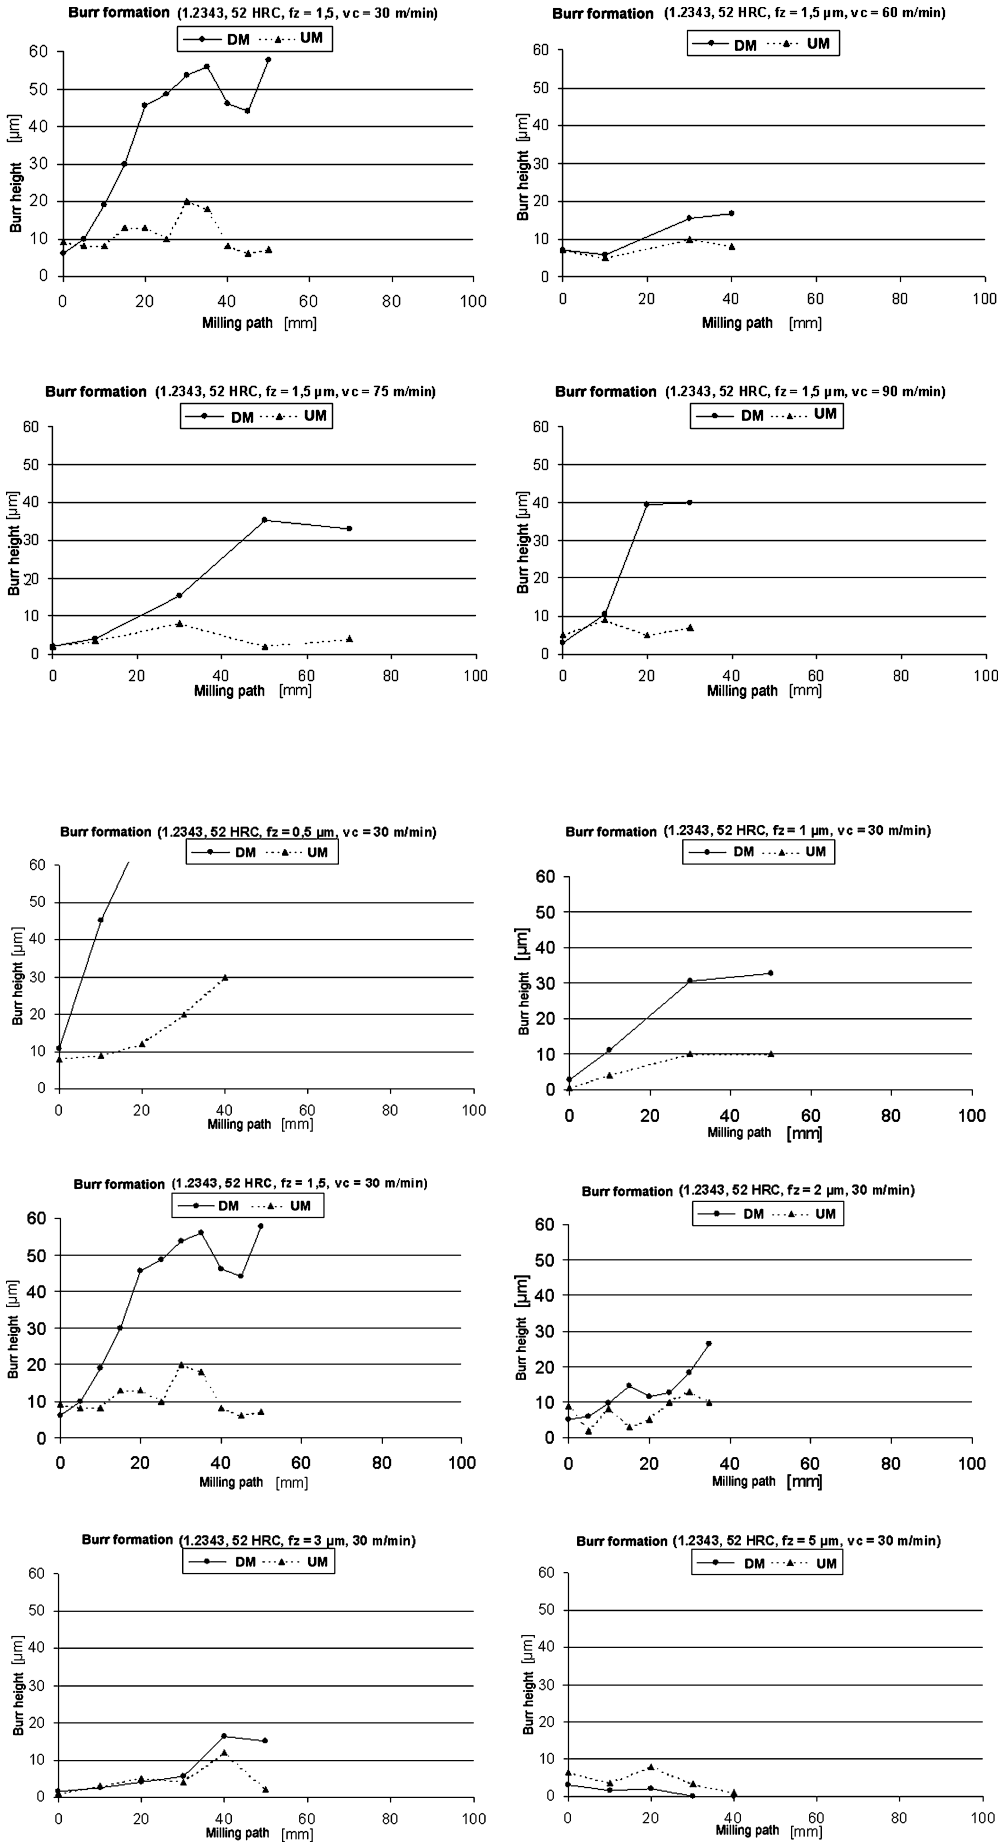 Burr formation (1.2343, 52 HRC, fz = 1,5, vc = 30 m/min)
DM UM
60
50
40
30
20
10
0
Burr height [µm]
0 20 40 60 80 100
Milling path [mm]
Burr formation (1.2343, 52 HRC, fz = 1,5 µm, vc = 60 m/min)
DM UM
60
50
40
30
20
10
0
Burr height [µm]
0 20 40 60 80 100
Milling path [mm]
Burr formation (1.2343, 52 HRC, fz = 1,5 µm, vc = 75 m/min)
DM UM
60
50
40
30
20
10
0
Burr height [µm]
0 20 40 60 80 100
Milling path [mm]
Burr formation (1.2343, 52 HRC, fz = 1,5 µm, vc = 90 m/min)
DM UM
60
50
40
30
20
10
0
Burr height [µm]
0 20 40 60 80 100
Milling path [mm]
Burr formation (1.2343, 52 HRC, fz = 0,5 µm, vc = 30 m/min)
DM UM
60
50
40
30
20
10
0
Burr height [µm]
0 20 40 60 80 100
Milling path [mm]
Burr formation (1.2343, 52 HRC, fz = 1 µm, vc = 30 m/min)
DM UM
60
50
40
30
20
10
0
Burr height [µm]
0 20 40 60 80 100
Milling path [mm]
Burr formation (1.2343, 52 HRC, fz = 1,5, vc = 30 m/min)
DM UM
60
50
40
30
20
10
0
Burr height [µm]
0 20 40 60 80 100
Milling path [mm]
Burr formation (1.2343, 52 HRC, fz = 2 µm, 30 m/min)
DM UM
60
50
40
30
20
10
0
Burr height [µm]
0 20 40 60 80 100
Milling path [mm]
Burr formation (1.2343, 52 HRC, fz = 3 µm, 30 m/min)
DM UM
60
50
40
30
20
10
0
Burr height [µm]
0 20 40 60 80 100
Milling path [mm]
Burr formation (1.2343, 52 HRC, fz = 5 µm, vc = 30 m/min)
DM UM
60
50
40
30
20
10
0
Burr height [µm]
0 20 40 60 80 100
Milling path [mm]